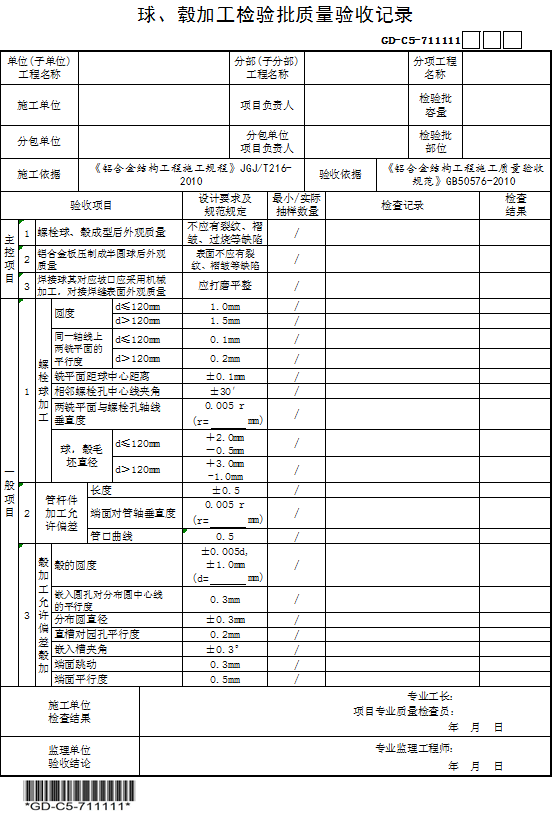 球、毂加工检验批质量验收记录
GD-C5-711111
单位(子单位)
工程名称
分部(子分部)
工程名称
分项工程
名称
施工单位
项目负责人
检验批
容量
分包单位
分包单位
项目负责人
检验批
部位
施工依据
《铝合金结构工程施工规程》JGJ/T216-
2010
验收依据
《铝合金结构工程施工质量验收
规范》GB50576-2010
验收项目
设计要求及
规范规定
最小/实际
抽样数量
检查记录
检查
结果
主控项目
1
螺栓球、毂成型后外观质量
不应有裂纹、褶
皱、过烧等缺陷
/
2
铝合金板压制成半圆球后外观
质量
表面不应有裂
纹、褶皱等缺陷
/
3
焊接球其对应坡口应采用机械
加工,对接焊缝表面外观质量
应打磨平整
/
一般项目
1
螺栓球加工
圆度
d≤120mm
1.0mm
/
d>120mm
1.5mm
/
同一轴线上
两铣平面的
平行度
d≤120mm
0.1mm
/
d>120mm
0.2mm
/
铣平面距球中心距离
±0.1mm
/
相邻螺栓孔中心线夹角
±30′
/
两铣平面与螺栓孔轴线
垂直度
0.005 r
(r=______mm)
/
球,毂毛
坯直径
d≤120mm
+2.0mm
-0.5mm
/
d>120mm
+3.0mm
-1.0mm
/
2
管杆件
加工允
许偏差
长度
±0.5
/
端面对管轴垂直度
0.005 r
(r=______mm)
/
管口曲线
0.5
/
3
毂加工允许偏毂加
毂的圆度
±0.005d,
±1.0mm
(d=______mm)
/
嵌入圆孔对分布圆中心线
的平行度
0.3mm
/
分布圆直径
±0.3mm
/
直槽对园孔平行度
0.2mm
/
嵌入槽夹角
±0.3°
/
端面跳动
0.3mm
/
端面平行度
0.5mm
/
施工单位
检查结果
专业工长:
项目专业质量检查员:
年 月 日
监理单位
验收结论
专业监理工程师:
年 月 日
*GD-C5-711111*